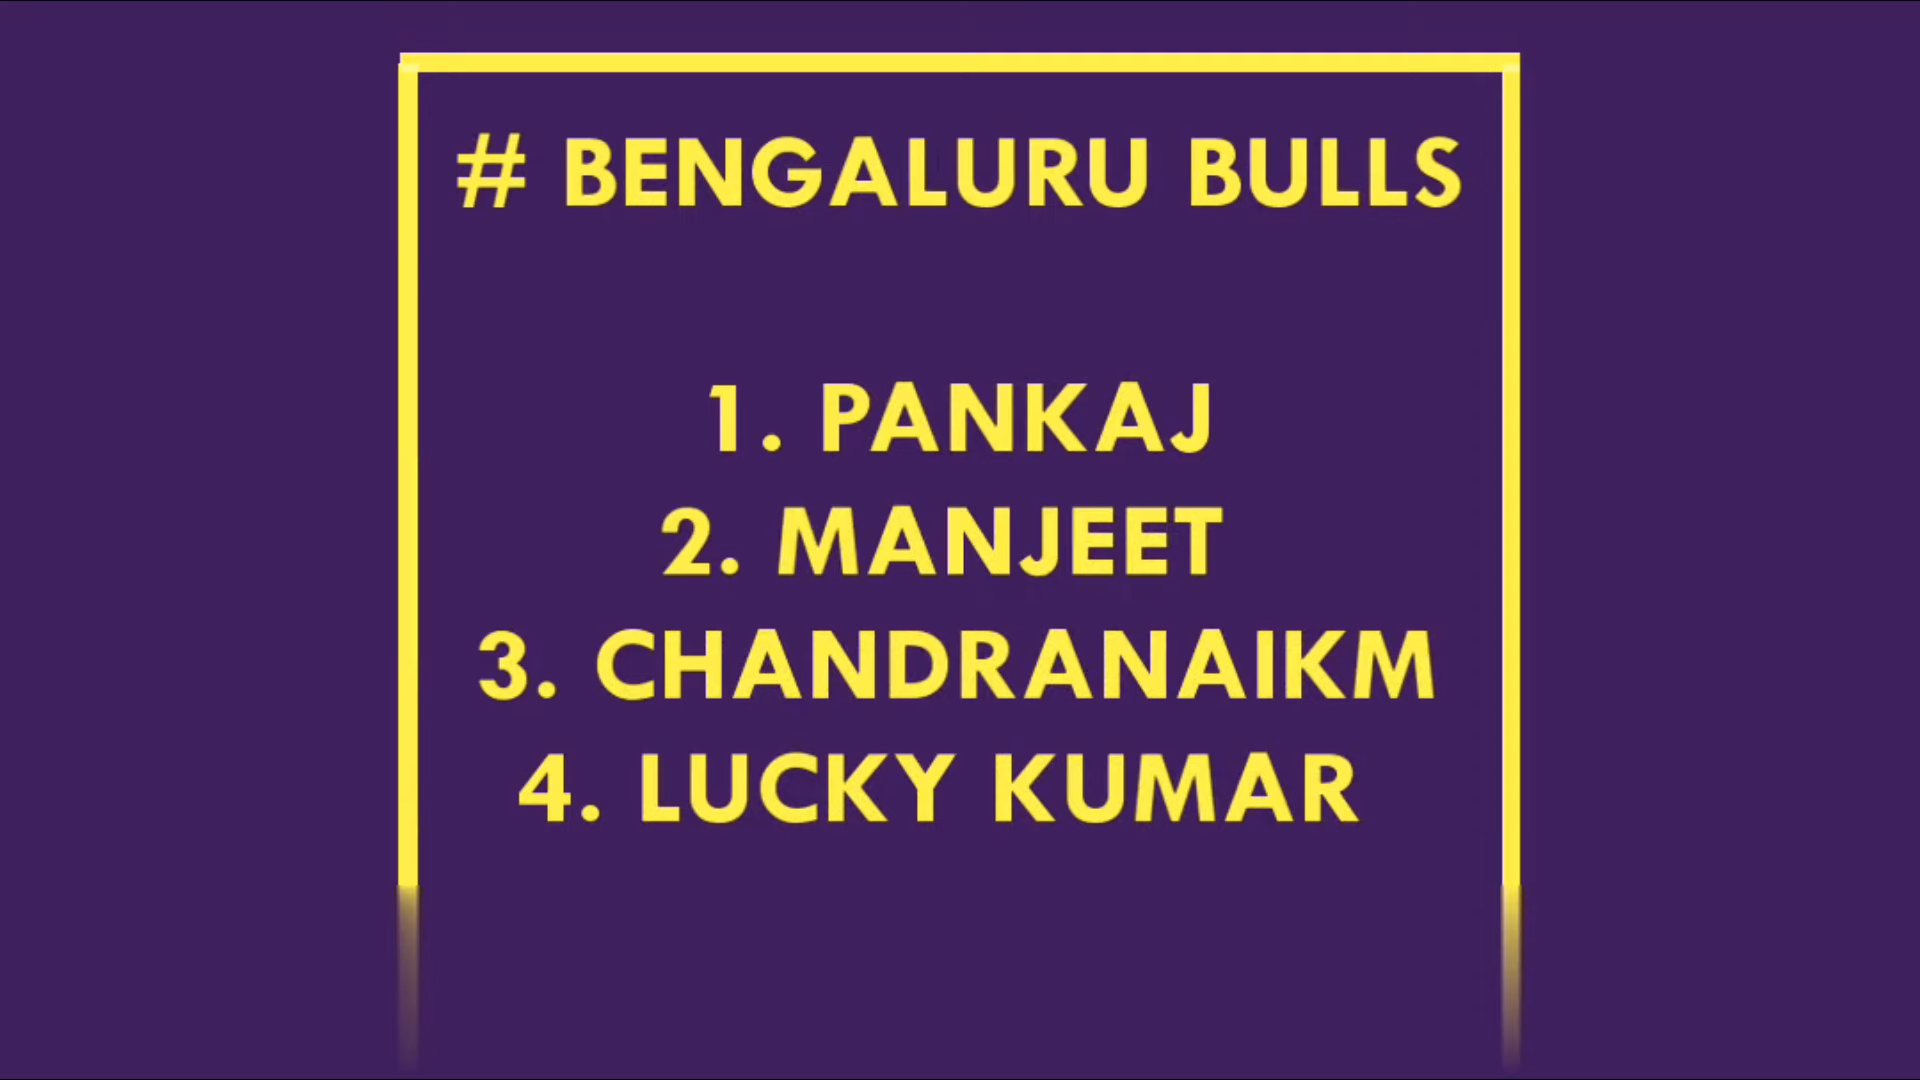 # BENGALURU BULLS
1. PANKAJ
2. MANJEET
3. CHANDRANAIKM
4. LUCKY KUMAR